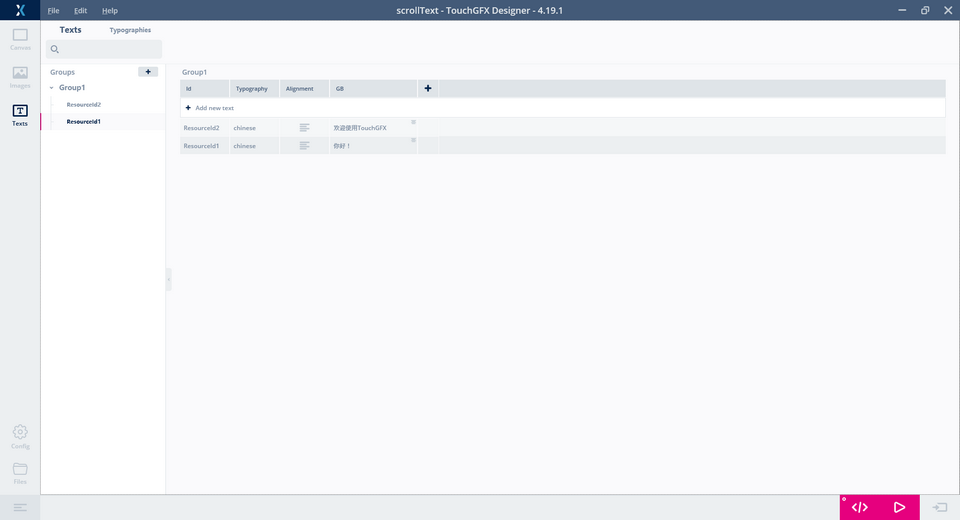 scrollText - TouchGFX Designer - 4.19.1
File Edit Help
Texts Typographies
Canvas
Images
Texts
Config
Files
Groups
Group1
ResourceId2
ResourceId1
Group1
Id Typography Alignment GB
Add new text
ResourceId2 chinese 欢迎使用TouchGFX
ResourceId1 chinese 你好！